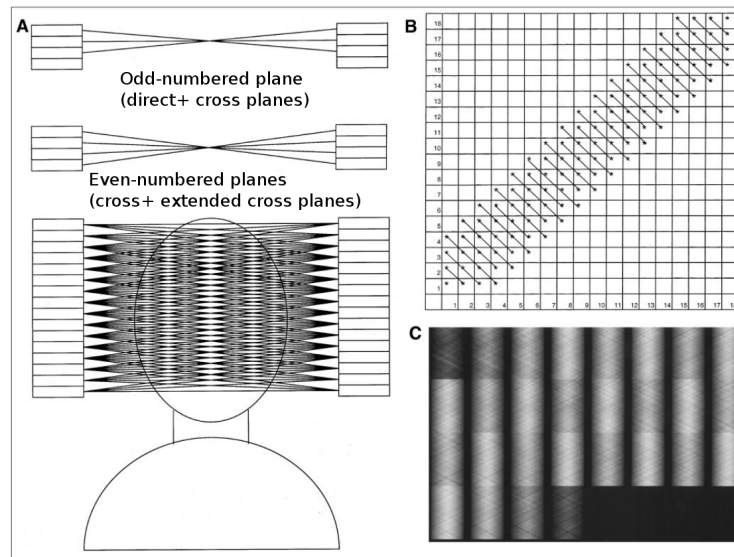 A
Odd-numbered plane
(direct+ cross planes)
Even-numbered planes
(cross+ extended cross planes)
B
18
17
16
15
14
13
12
11
10
9
8
7
6
5
4
3
2
1
1 2 3 4 5 6 7 8 9 10 11 12 13 14 15 16 17
C